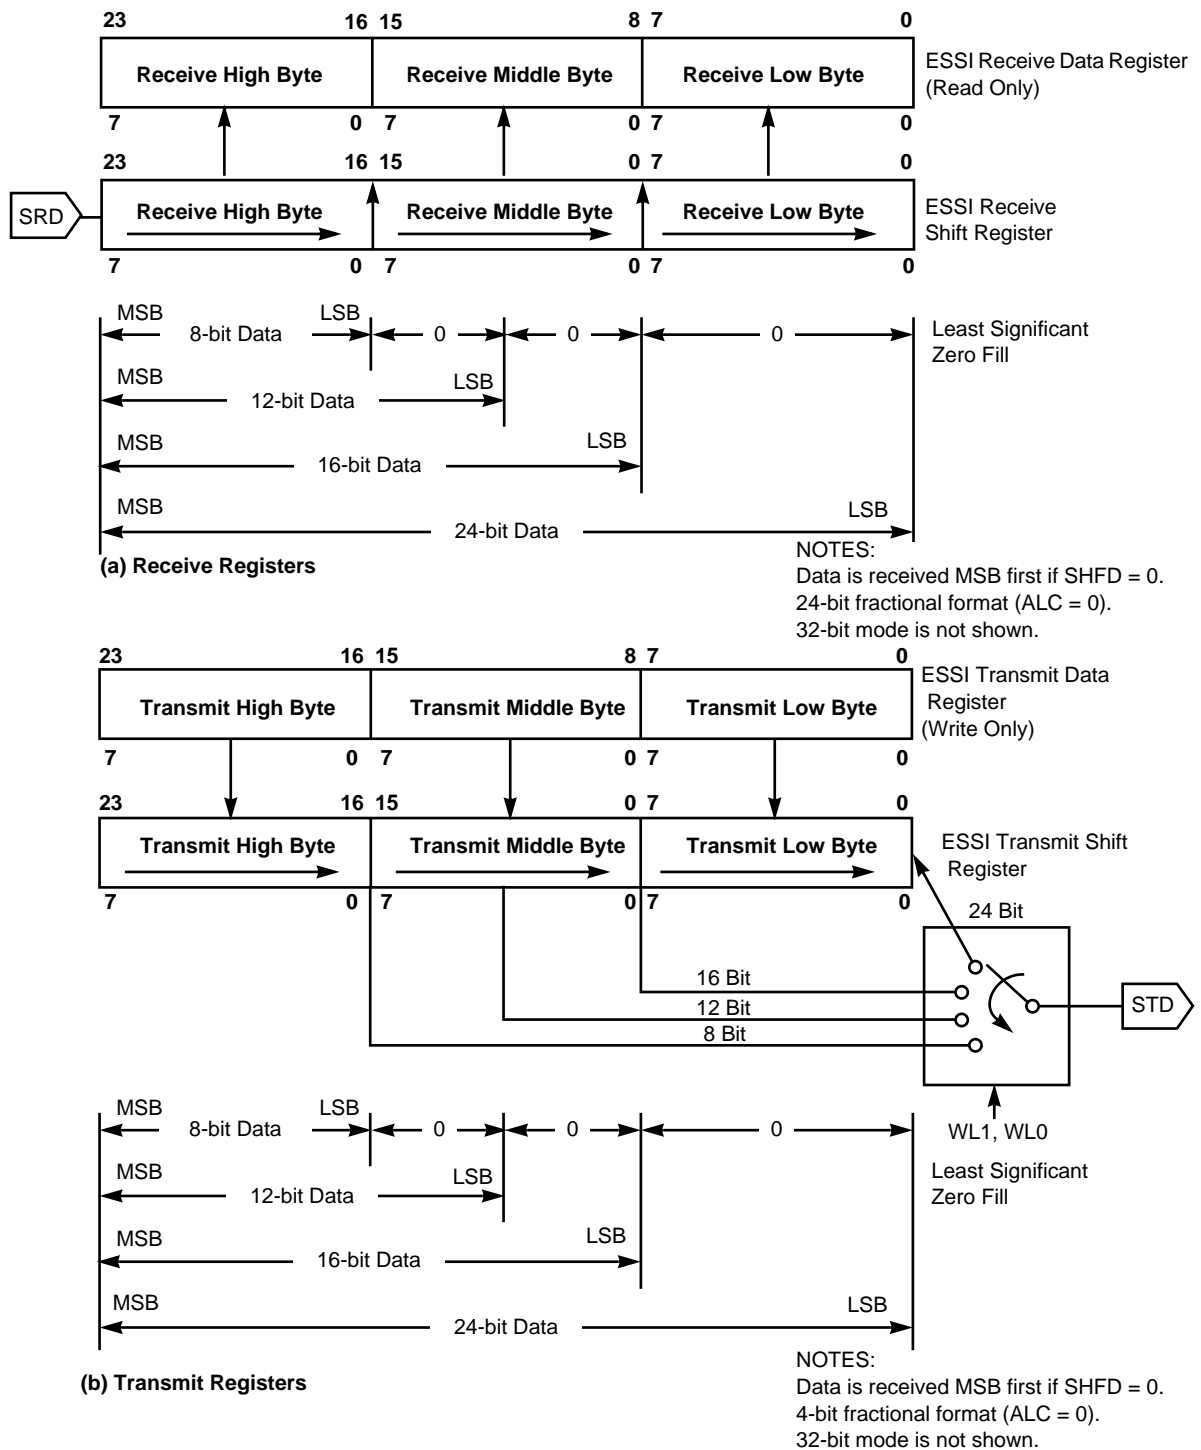 23 16 15 8 7 0
Receive High Byte Receive Middle Byte Receive Low Byte
ESSI Receive Data Register
(Read Only)
7 0 7 0 7 0
23 16 15 0 7 0
SRD
Receive High Byte Receive Middle Byte Receive Low Byte
ESSI Receive
Shift Register
7 0 7 0 7 0
MSB LSB
8-bit Data 0 0 0
Least Significant
Zero Fill
MSB LSB
12-bit Data
MSB LSB
16-bit Data
MSB LSB
24-bit Data
(a) Receive Registers
NOTES:
Data is received MSB first if SHFD = 0.
24-bit fractional format (ALC = 0).
32-bit mode is not shown.
23 16 15 8 7 0
Transmit High Byte Transmit Middle Byte Transmit Low Byte
ESSI Transmit Data
Register
(Write Only)
7 0 7 0 7 0
23 16 15 0 7 0
Transmit High Byte Transmit Middle Byte Transmit Low Byte
ESSI Transmit Shift
Register
7 0 7 0 7 0
24 Bit
16 Bit
12 Bit
8 Bit
STD
WL1, WL0
MSB LSB
8-bit Data 0 0 0
Least Significant
Zero Fill
MSB LSB
12-bit Data
MSB LSB
16-bit Data
MSB LSB
24-bit Data
(b) Transmit Registers
NOTES:
Data is received MSB first if SHFD = 0.
4-bit fractional format (ALC = 0).
32-bit mode is not shown.